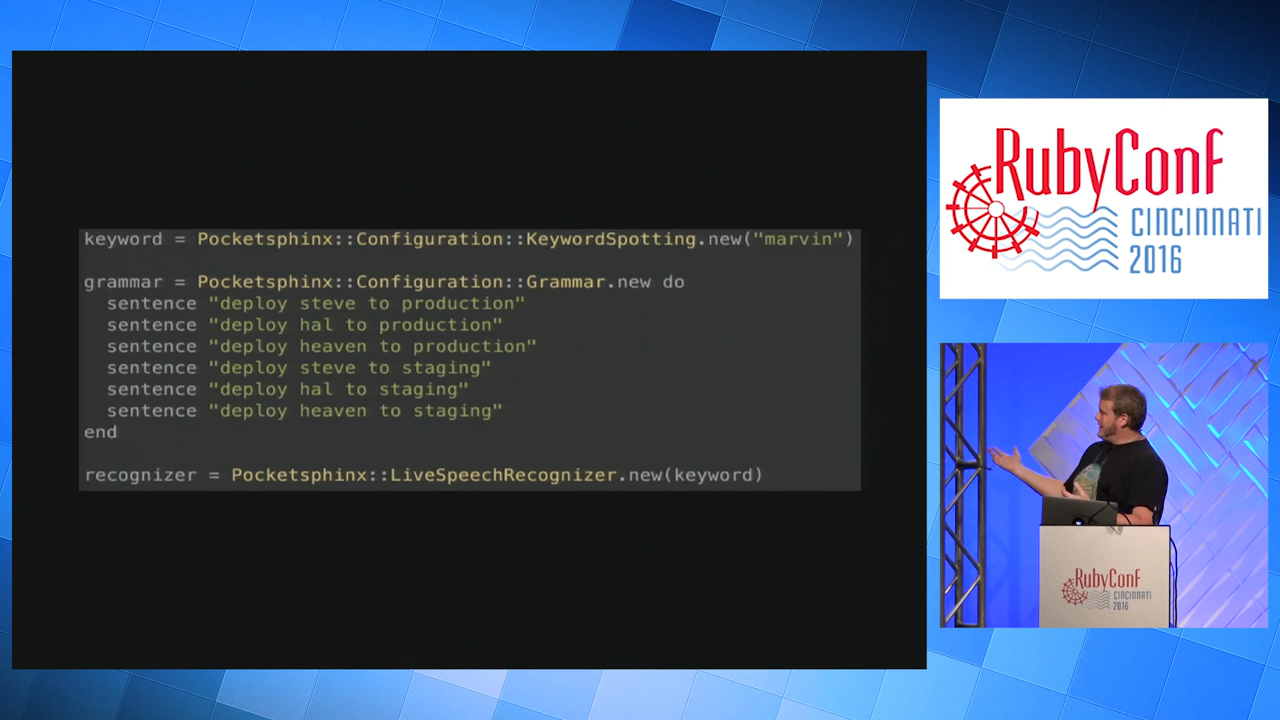 keyword = Pocketsphinx::Configuration::KeywordSpotting.new("marvin")
grammar = Pocketsphinx::Configuration::Grammar.new do
sentence "deploy steve to production"
sentence "deploy hal to production"
sentence "deploy heaven to production"
sentence "deploy steve to staging"
sentence "deploy hal to staging"
sentence "deploy heaven to staging"
end
recognizer = Pocketsphinx::LiveSpeechRecognizer.new(keyword)
RubyConf
CINCINNATI
2016
RubyConf
CINCINNATI
2016